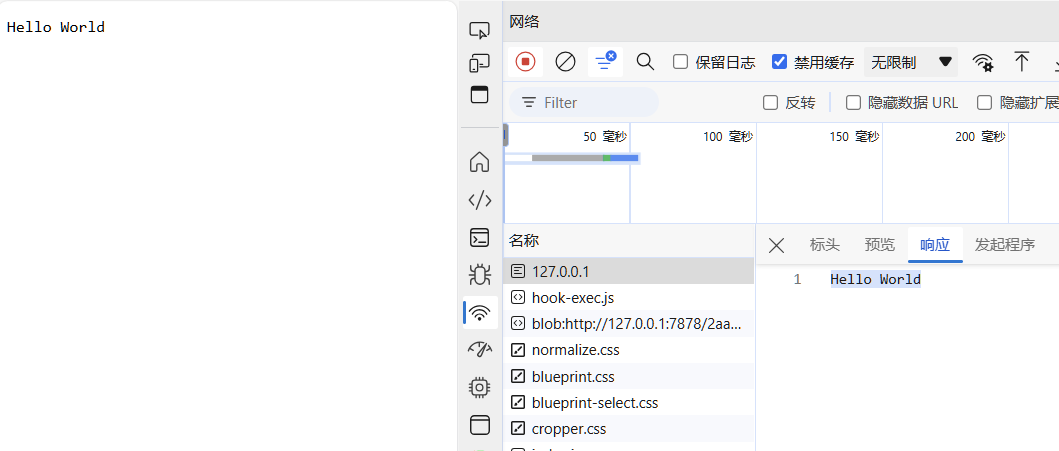 Hello World
网络
保留日志 禁用缓存 无限制
Filter 反转 隐藏数据 URL 隐藏扩展
50 毫秒 100 毫秒 150 毫秒 200 毫秒
名称 标头 预览 响应 发起程序
127.0.0.1
1 Hello World
hook-exec.js
blob:http://127.0.0.1:7878/2aa...
normalize.css
blueprint.css
blueprint-select.css
cropper.css